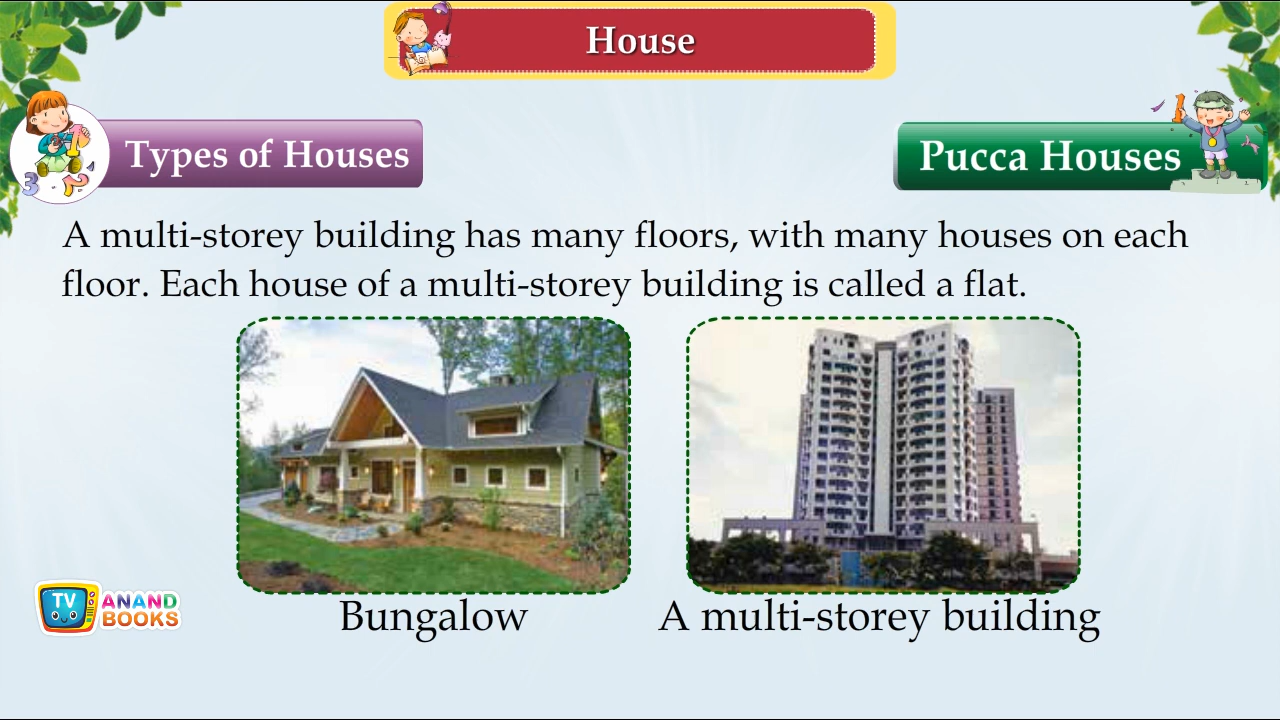 House
Types of Houses
Pucca Houses
A multi-storey building has many floors, with many houses on each
floor. Each house of a multi-storey building is called a flat.
Bungalow
A multi-storey building
TV
ANAND
BOOKS